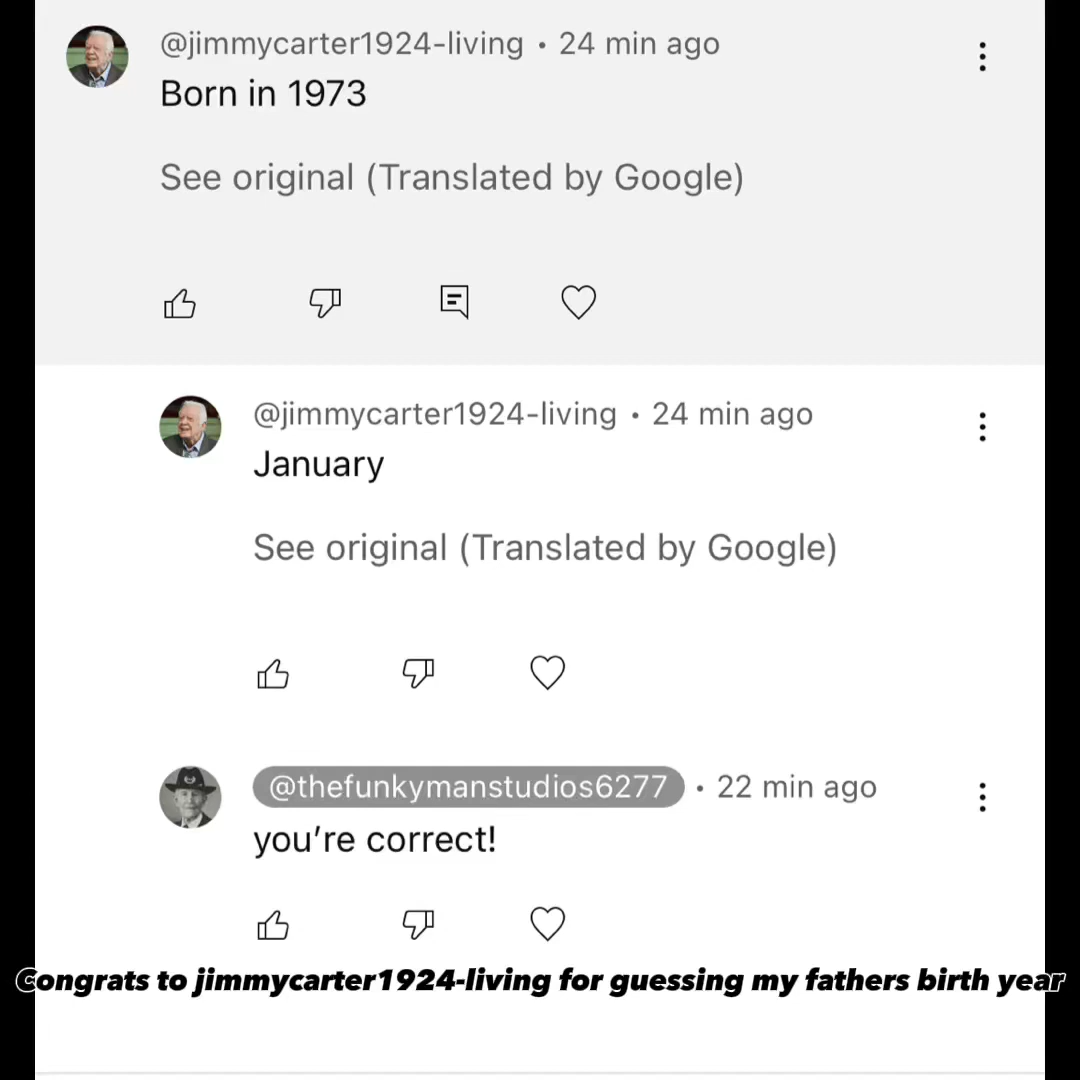 @jimmycarter1924-living • 24 min ago
Born in 1973
See original (Translated by Google)
@jimmycarter1924-living • 24 min ago
January
See original (Translated by Google)
@thefunkymanstudios6277 • 22 min ago
you’re correct!
Congrats to jimmycarter1924-living for guessing my fathers birth year